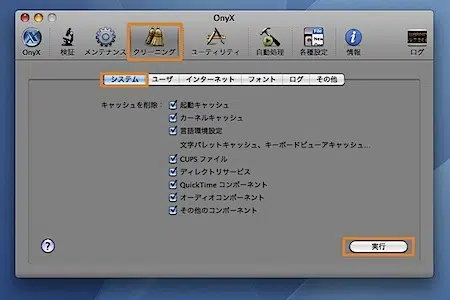 OnyX
OnyX 検証 メンテナンス クリーニング ユーティリティ 自動処理 各種設定 情報 ログ
システム ユーザ インターネット フォント ログ その他
キャッシュを削除： 起動キャッシュ
カーネルキャッシュ
言語環境設定
文字パレットキャッシュ、キーボードビューアキャッシュ...
CUPS ファイル
ディレクトリサービス
QuickTime コンポーネント
オーディオコンポーネント
その他のコンポーネント
? 実行